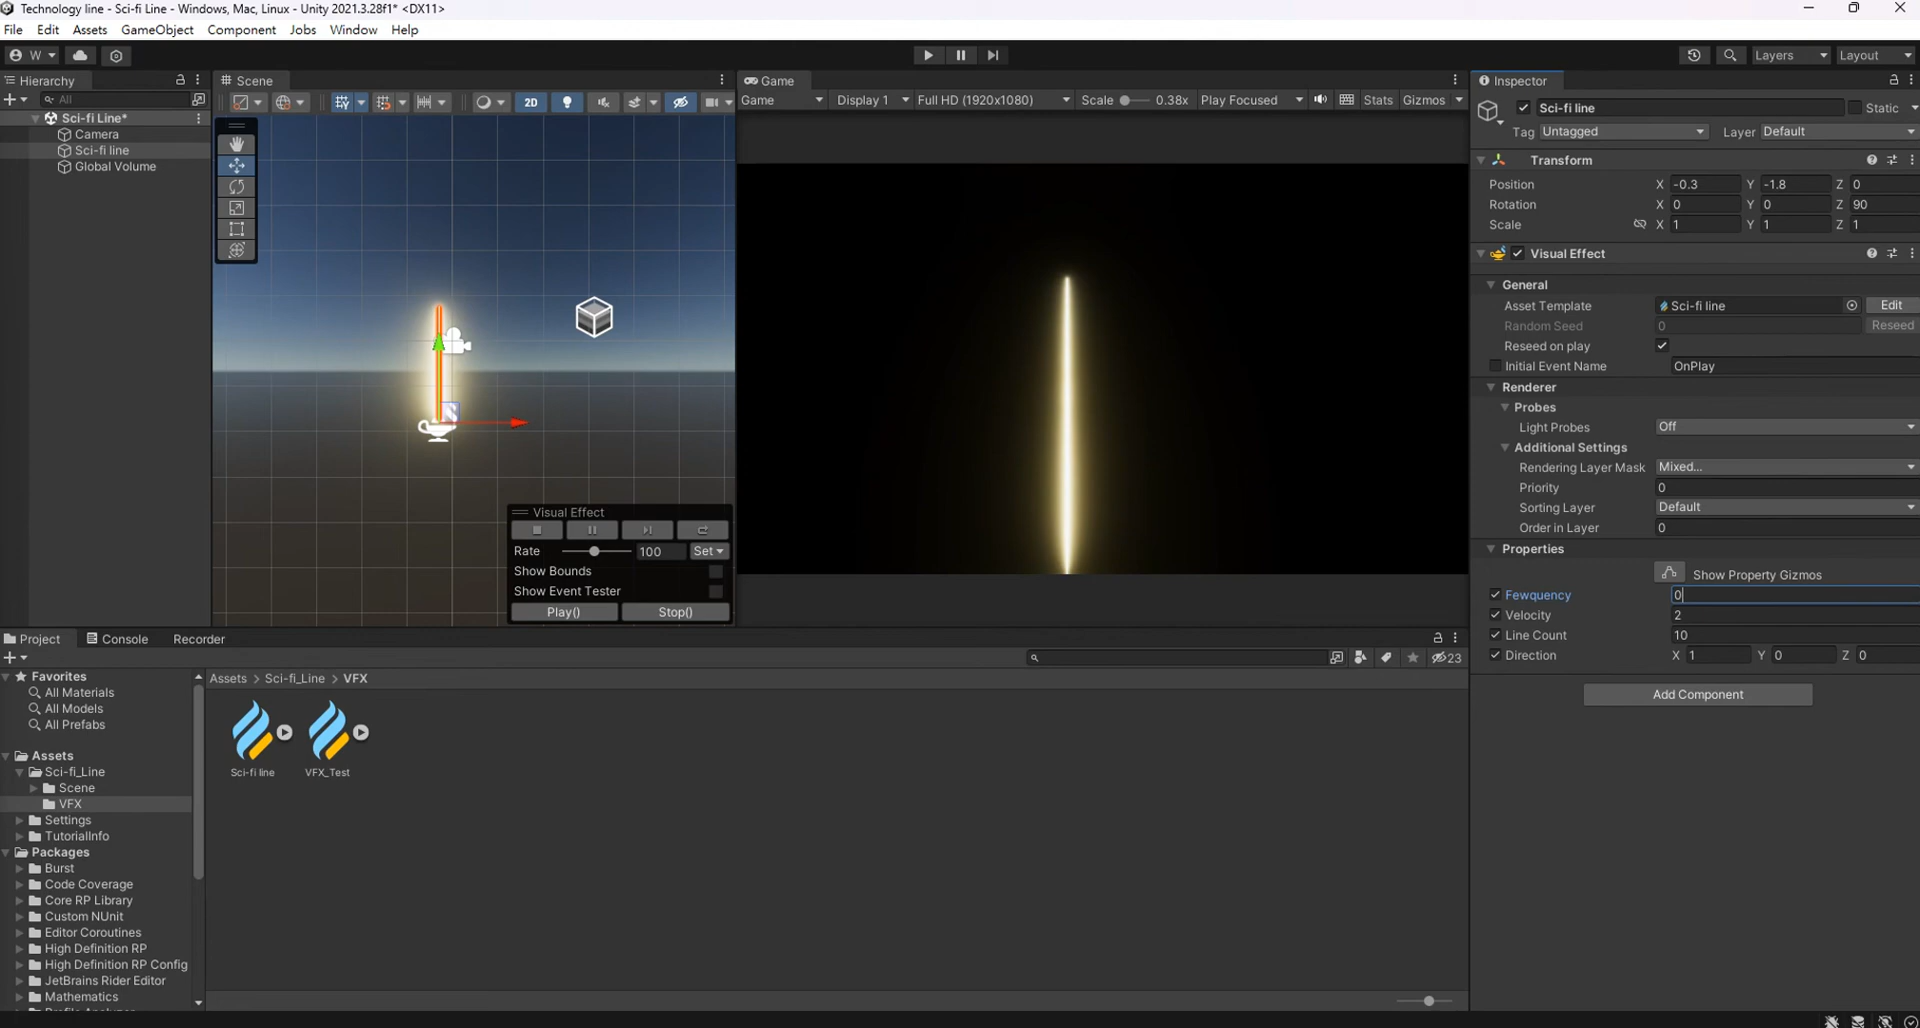 Technology line - Sci-fi Line - Windows, Mac, Linux - Unity 2021.3.28f1* <DX11>
File Edit Assets GameObject Component Jobs Window Help
W Layers Layout
Hierarchy
All
Sci-fi Line*
Camera
Sci-fi line
Global Volume
Scene
2D
Visual Effect
Rate 100 Set
Show Bounds
Show Event Tester
Play() Stop()
Game
Game Display 1 Full HD (1920x1080) Scale 0.38x Play Focused Stats Gizmos
Inspector
Sci-fi line Static
Tag Untagged Layer Default
Transform
Position X -0.3 Y -1.8 Z 0
Rotation X 0 Y 0 Z 90
Scale X 1 Y 1 Z 1
Visual Effect
General
Asset Template Sci-fi line Edit
Random Seed 0 Reseed
Reseed on play
Initial Event Name OnPlay
Renderer
Probes
Light Probes Off
Additional Settings
Rendering Layer Mask Mixed...
Priority 0
Sorting Layer Default
Order in Layer 0
Properties
Show Property Gizmos
Fewquency 0
Velocity 2
Line Count 10
Direction X 1 Y 0 Z 0
Add Component
Project Console Recorder
23
Favorites
All Materials
All Models
All Prefabs
Assets
Sci-fi_Line
Scene
VFX
Settings
TutorialInfo
Packages
Burst
Code Coverage
Core RP Library
Custom NUnit
Editor Coroutines
High Definition RP
High Definition RP Config
JetBrains Rider Editor
Mathematics
Assets > Sci-fi_Line > VFX
Sci-fi line VFX_Test